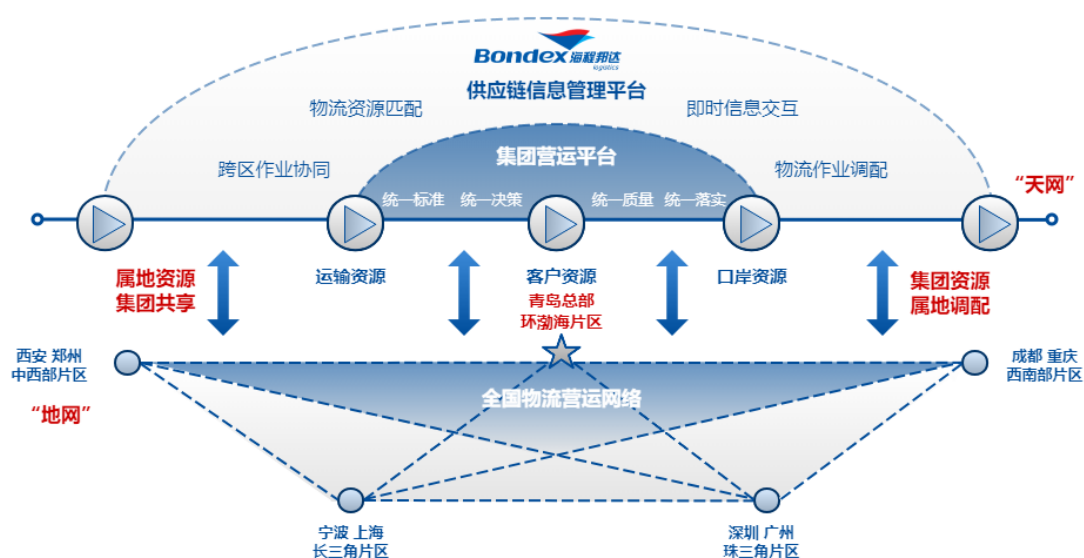 Bondex 海程邦达
logistics
供应链信息管理平台
物流资源匹配
即时信息交互
集团营运平台
跨区作业协同
物流作业调配
统一标准 统一决策 统一质量 统一落实
“天网”
属地资源
集团共享
运输资源
客户资源
口岸资源
集团资源
属地调配
青岛总部
环渤海片区
西安 郑州
中西部片区
成都 重庆
西南部片区
“地网”
全国物流营运网络
宁波 上海
长三角片区
深圳 广州
珠三角片区